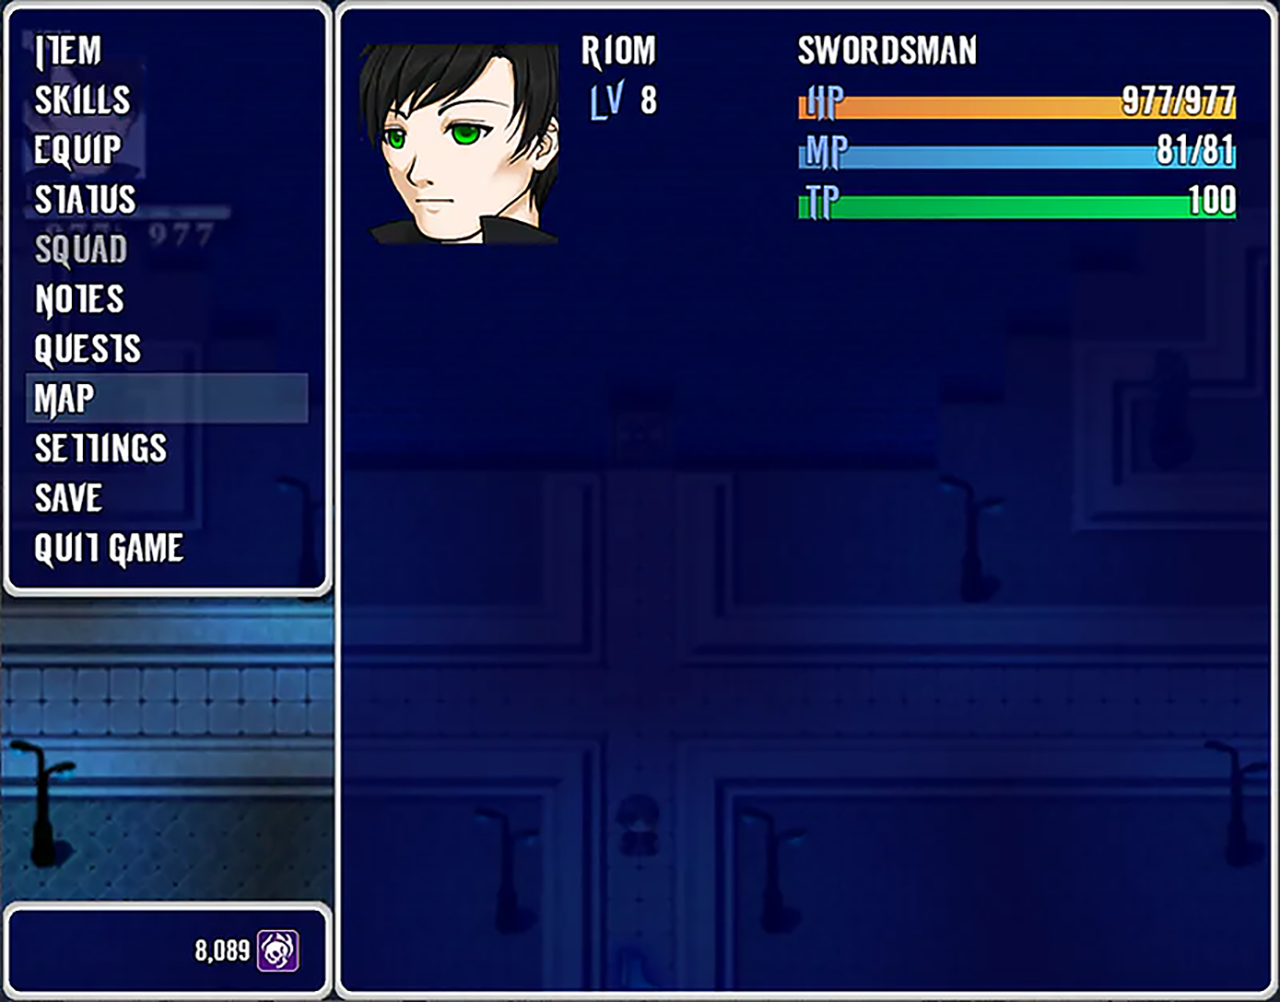 ITEM
SKILLS
EQUIP
STATUS
SQUAD
NOTES
QUESTS
MAP
SETTINGS
SAVE
QUIT GAME
8,089
RIOM
LV 8
SWORDSMAN
HP 977/977
MP 81/81
TP 100
977